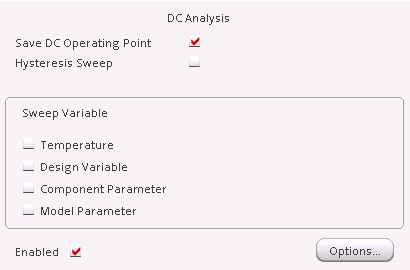 DC Analysis
Save DC Operating Point
Hysteresis Sweep
Sweep Variable
Temperature
Design Variable
Component Parameter
Model Parameter
Enabled
Options...